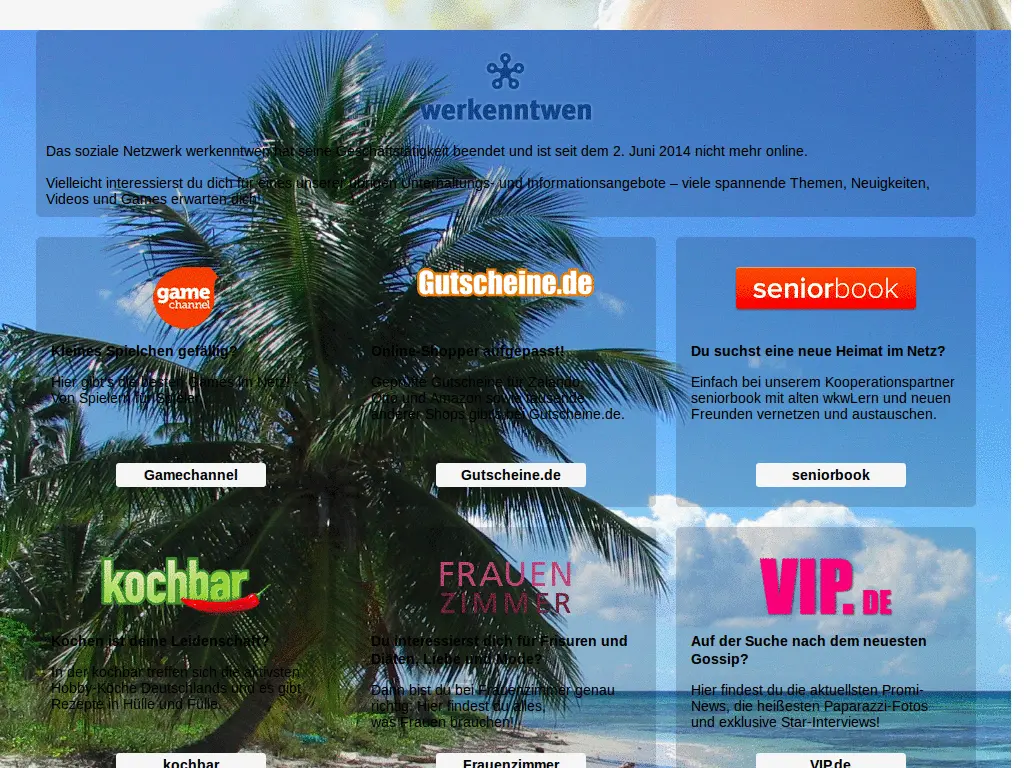 werkenntwen
Das soziale Netzwerk werkenntwen hat seine Geschäftstätigkeit beendet und ist seit dem 2. Juni 2014 nicht mehr online.
Vielleicht interessierst du dich für eines unserer übrigen Unterhaltungs- und Informationsangebote – viele spannende Themen, Neuigkeiten,
Videos und Games erwarten dich!
game
channel
Kleines Spielchen gefällig?
Hier gibt's die besten Games im Netz! -
Von Spielern für Spieler.
Gamechannel
Gutscheine.de
Online-Shopper aufgepasst!
Geprüfte Gutscheine für Zalando,
Otto und Amazon sowie tausende
anderer Shops gibt's bei Gutscheine.de.
Gutscheine.de
seniorbook
Du suchst eine neue Heimat im Netz?
Einfach bei unserem Kooperationspartner
seniorbook mit alten wkwLern und neuen
Freunden vernetzen und austauschen.
seniorbook
kochbar
Kochen ist deine Leidenschaft?
In der kochbar treffen sich die aktivsten
Hobby-Köche Deutschlands und es gibt
Rezepte in Hülle und Fülle.
kochbar
FRAUEN
ZIMMER
Du interessierst dich für Frisuren und
Diäten, Liebe und Mode?
Dann bist du bei Frauenzimmer genau
richtig: Hier findest du alles,
was Frauen brauchen!
Frauenzimmer
VIP.DE
Auf der Suche nach dem neuesten
Gossip?
Hier findest du die aktuellsten Promi-
News, die heißesten Paparazzi-Fotos
und exklusive Star-Interviews!
VIP.de